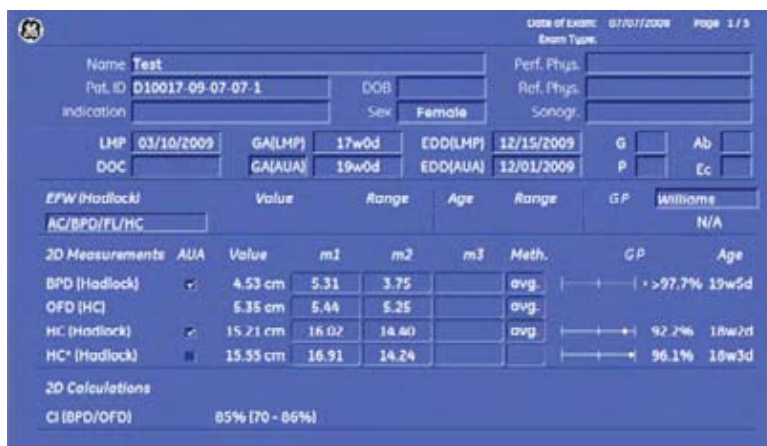 Date of Exam: 07/07/2009 Page 1/3
Exam Type:
Name Test Perf. Phys.
Pat. ID D10017-09-07-07-1 DOB Ref. Phys.
Indication Sex Female Sonogr.
LMP 03/10/2009 GA(LMP) 17w0d EDD(LMP) 12/15/2009 G Ab
DOC GA(AUA) 19w0d EDD(AUA) 12/01/2009 P Ec
EFW (Hadlock) Value Range Age Range GP Williams
AC/BPD/FL/HC N/A
2D Measurements AUA Value m1 m2 m3 Meth. GP Age
BPD (Hadlock) 4.53 cm 5.31 3.75 avg. >97.7% 19w5d
OFD (HC) 5.35 cm 5.44 5.25 avg.
HC (Hadlock) 15.21 cm 16.02 14.40 avg. 92.2% 18w2d
HC* (Hadlock) 15.55 cm 16.91 14.24 96.1% 18w3d
2D Calculations
CI (BPD/OFD) 85% (70 - 86%)